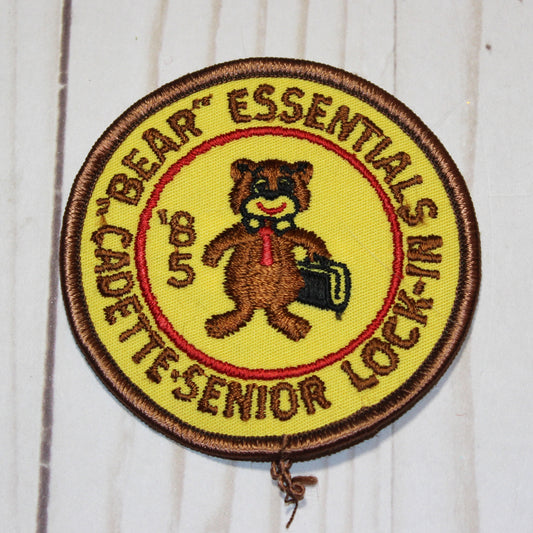 "BEAR" ESSENTIALS
'85
CADETTE·SENIOR LOCK-IN